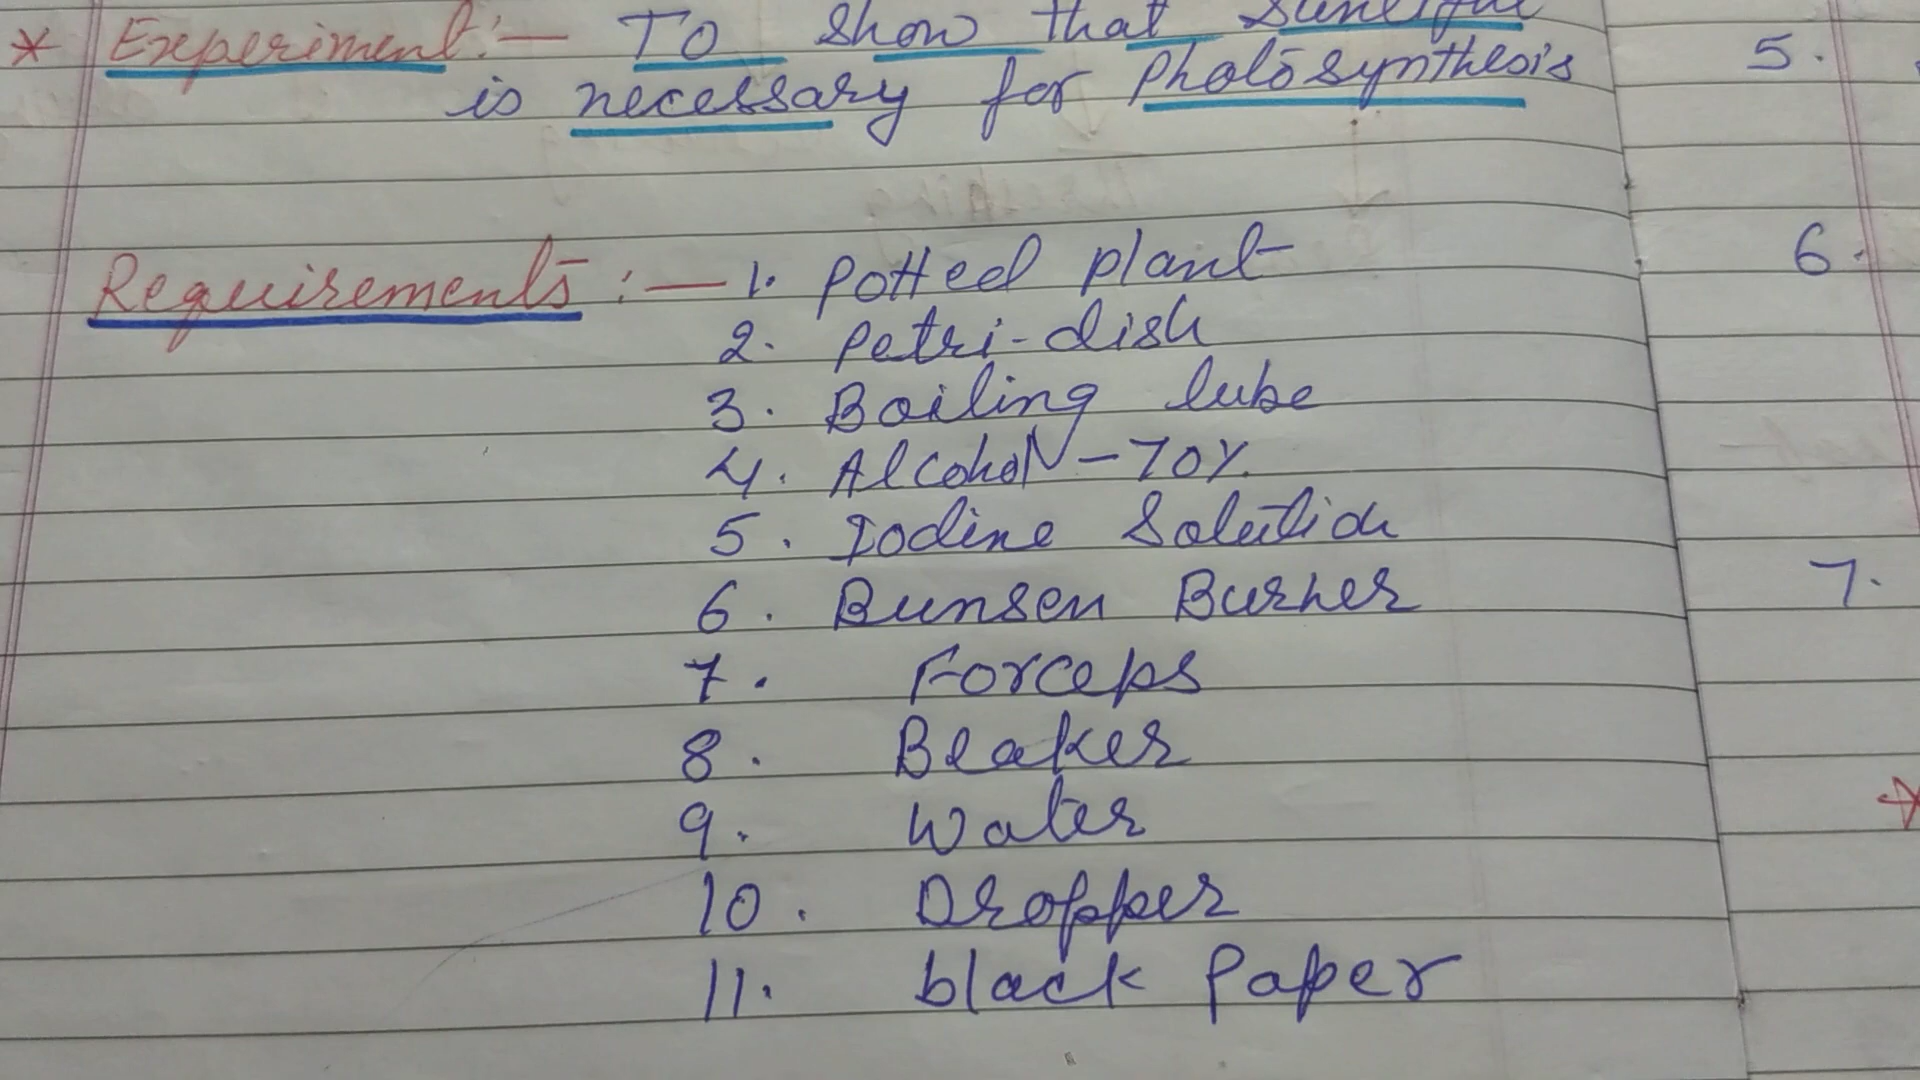 * Experiment:- To show that Sunlight
is necessary for Photosynthesis
Requirements :- 1. Potted plant
2. Petri-dish
3. Boiling tube
4. Alcohol - 70%
5. Iodine Solution
6. Bunsen Burner
7. Forceps
8. Beaker
9. Water
10. Dropper
11. black Paper
5.
6.
7.